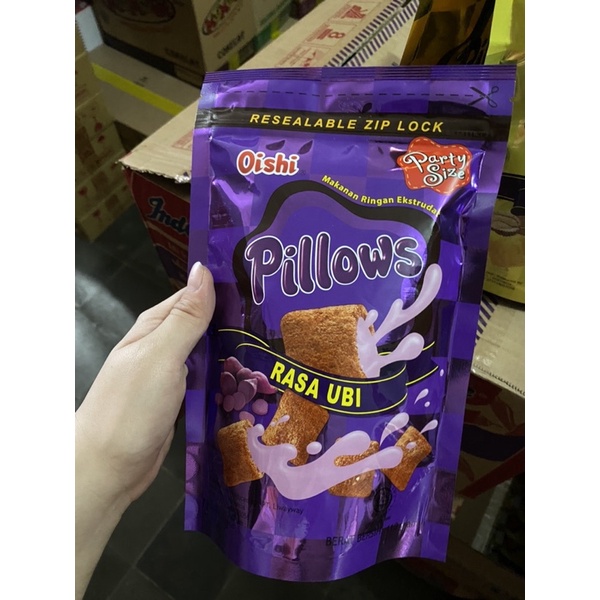 RESEALABLE ZIP LOCK
Oishi
Party
Size
Makanan Ringan Ekstrudat
Pillows
RASA UBI